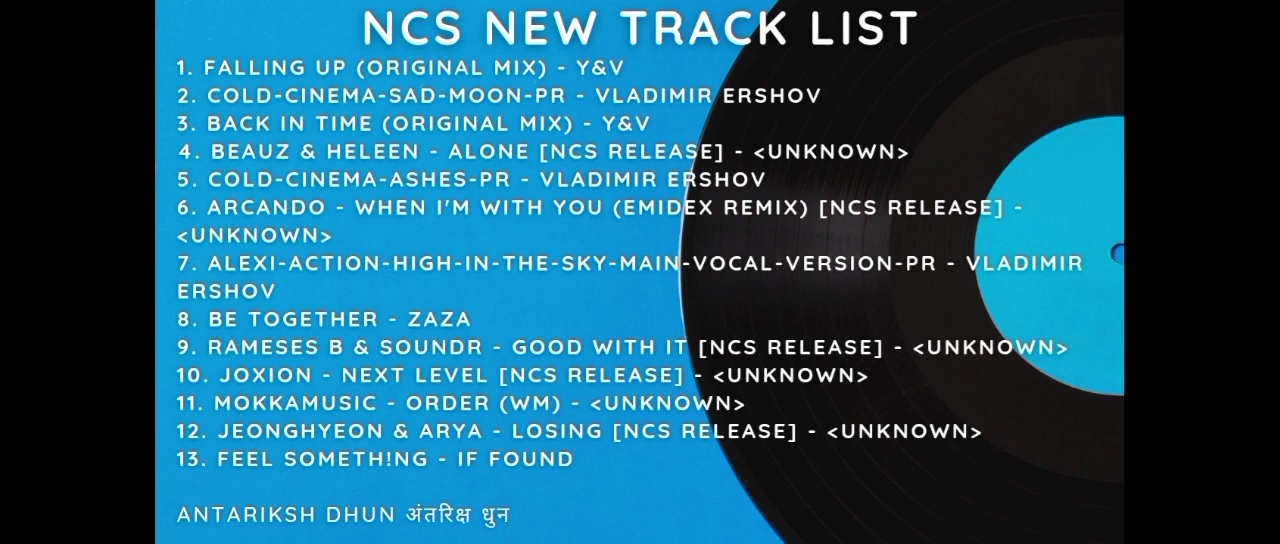 NCS NEW TRACK LIST
1. FALLING UP (ORIGINAL MIX) - Y&V
2. COLD-CINEMA-SAD-MOON-PR - VLADIMIR ERSHOV
3. BACK IN TIME (ORIGINAL MIX) - Y&V
4. BEAUZ & HELEEN - ALONE [NCS RELEASE] - <UNKNOWN>
5. COLD-CINEMA-ASHES-PR - VLADIMIR ERSHOV
6. ARCANDO - WHEN I'M WITH YOU (EMIDEX REMIX) [NCS RELEASE] -
<UNKNOWN>
7. ALEXI-ACTION-HIGH-IN-THE-SKY-MAIN-VOCAL-VERSION-PR - VLADIMIR
ERSHOV
8. BE TOGETHER - ZAZA
9. RAMESES B & SOUNDR - GOOD WITH IT [NCS RELEASE] - <UNKNOWN>
10. JOXION - NEXT LEVEL [NCS RELEASE] - <UNKNOWN>
11. MOKKAMUSIC - ORDER (WM) - <UNKNOWN>
12. JEONGHYEON & ARYA - LOSING [NCS RELEASE] - <UNKNOWN>
13. FEEL SOMETH!NG - IF FOUND
ANTARIKSH DHUN अंतरिक्ष धुन